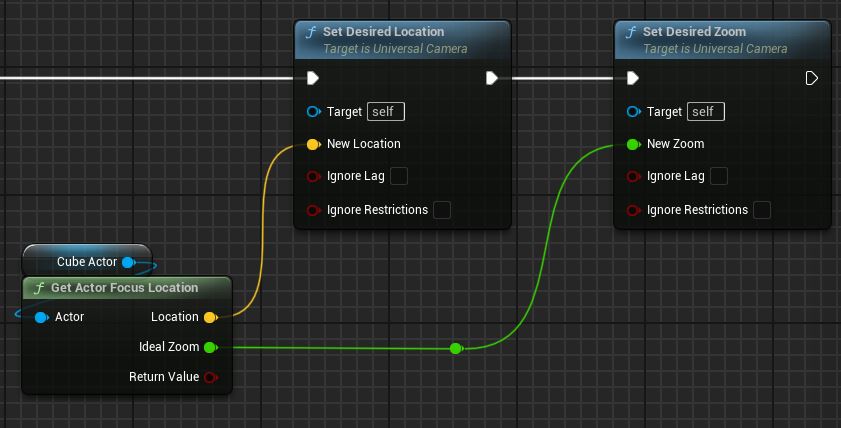 f Set Desired Location
Target is Universal Camera
Target self
New Location
Ignore Lag
Ignore Restrictions
f Set Desired Zoom
Target is Universal Camera
Target self
New Zoom
Ignore Lag
Ignore Restrictions
Cube Actor
f Get Actor Focus Location
Actor Location
Ideal Zoom
Return Value